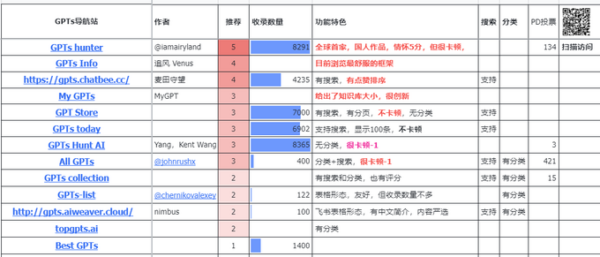 GPTs导航站 作者 推荐 收录数量 功能特色 搜索 分类 PD投票
GPTs hunter @iamairyland 5 8291 全球首家，国人作品，情怀5分，但很卡顿， 134 扫描访问
GPTs Info 追风 Venus 4 目前浏览最舒服的框架
https://gpts.chatbee.cc/ 麦田守望 4 4235 有搜索，有点赞排序 支持
My GPTs MyGPT 3 给出了知识库大小，很创新
GPT Store 3 7000 有搜索，有分页，不卡顿，无分类 支持
GPTs today 3 6902 支持搜索，显示100条，不卡顿 支持
GPTs Hunt AI Yang，Kent Wang 3 8365 无分类，很卡顿-1 3
All GPTs @johnrushx 3 400 分类+搜索，很卡顿-1 支持 有分类 421
GPTs collection 2 有搜索和分类，也有评分 支持 有分类 15
GPTs-list @chernikovalexey 2 122 表格形态，友好，但收录数量不多 有分类
http://gpts.aiweaver.cloud/ nimbus 2 100 飞书表格形态，有中文简介，内容严选 支持 有分类
topgpts.ai 2 有分类
Best GPTs 1 1400